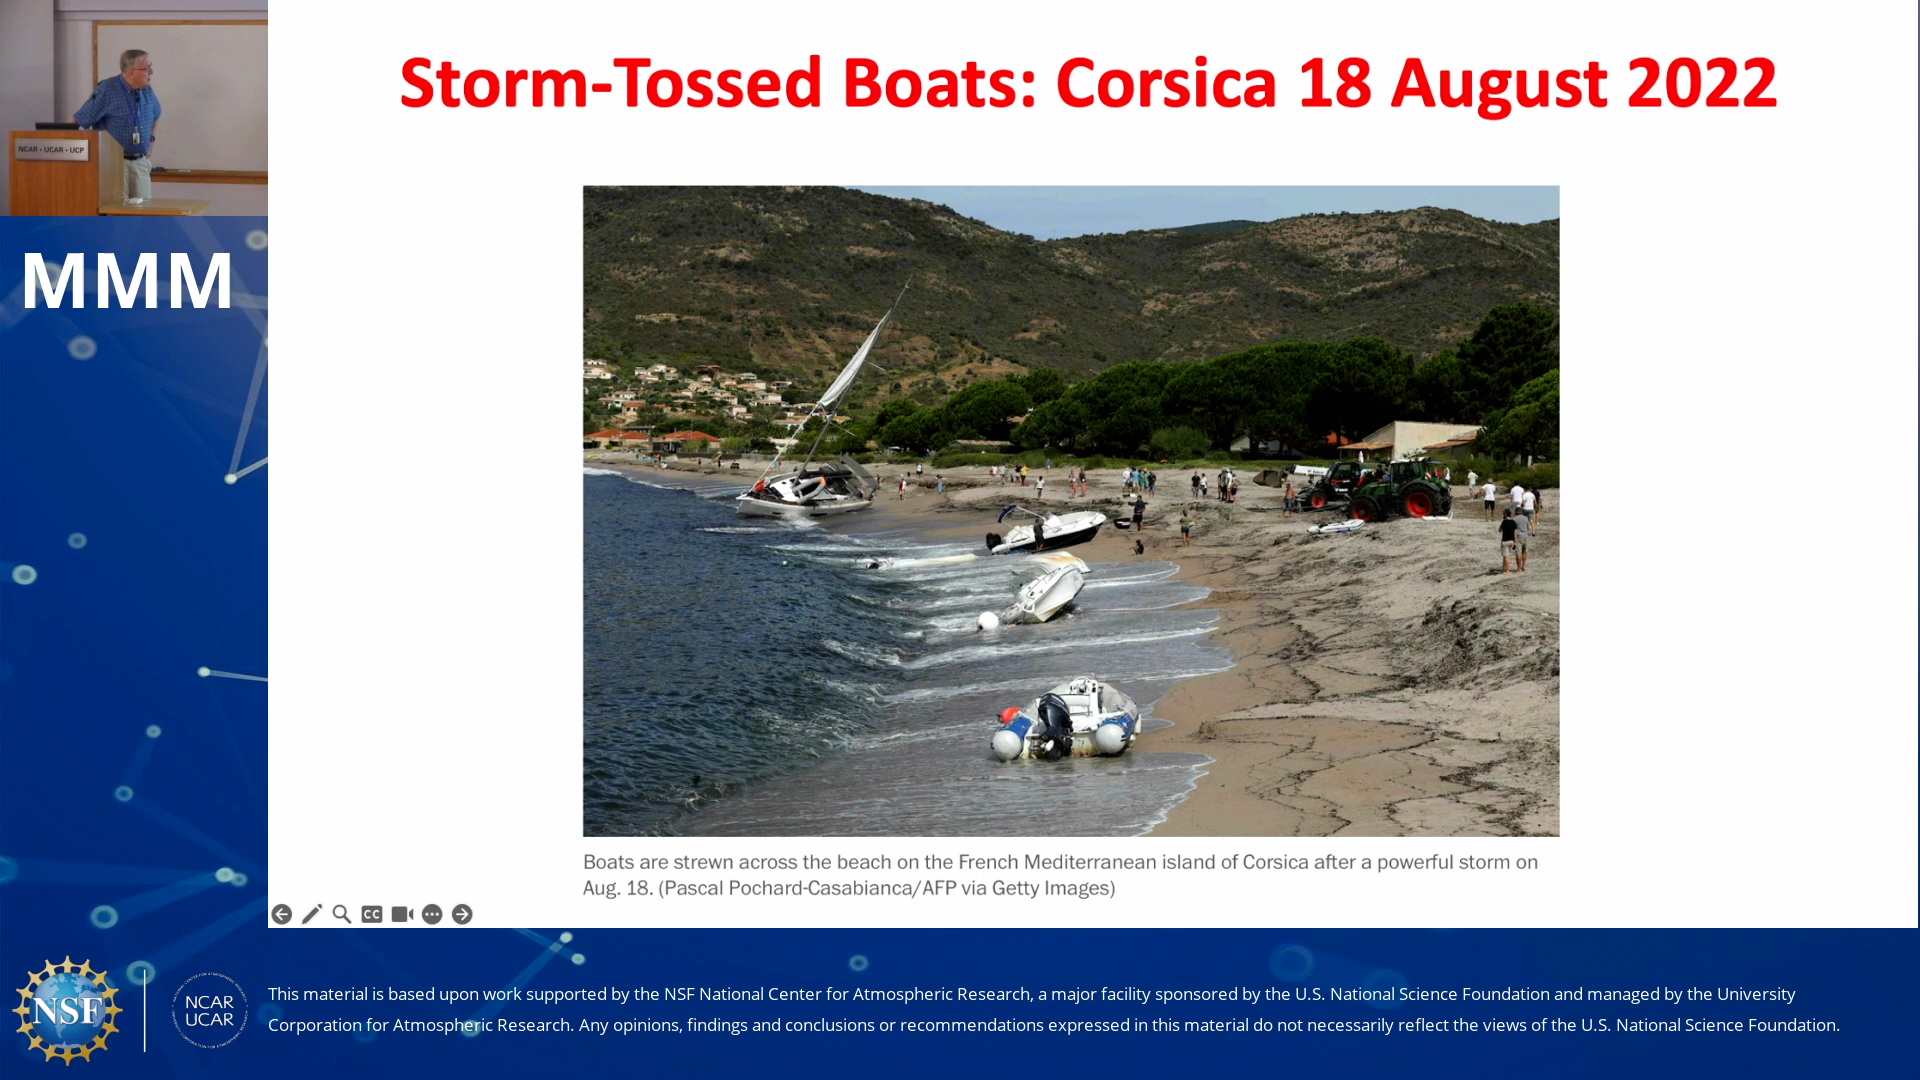 Storm-Tossed Boats: Corsica 18 August 2022
NCAR • UCAR • UCP
MMM
Boats are strewn across the beach on the French Mediterranean island of Corsica after a powerful storm on
Aug. 18. (Pascal Pochard-Casabianca/AFP via Getty Images)
CC
NSF
NCAR
UCAR
This material is based upon work supported by the NSF National Center for Atmospheric Research, a major facility sponsored by the U.S. National Science Foundation and managed by the University
Corporation for Atmospheric Research. Any opinions, findings and conclusions or recommendations expressed in this material do not necessarily reflect the views of the U.S. National Science Foundation.